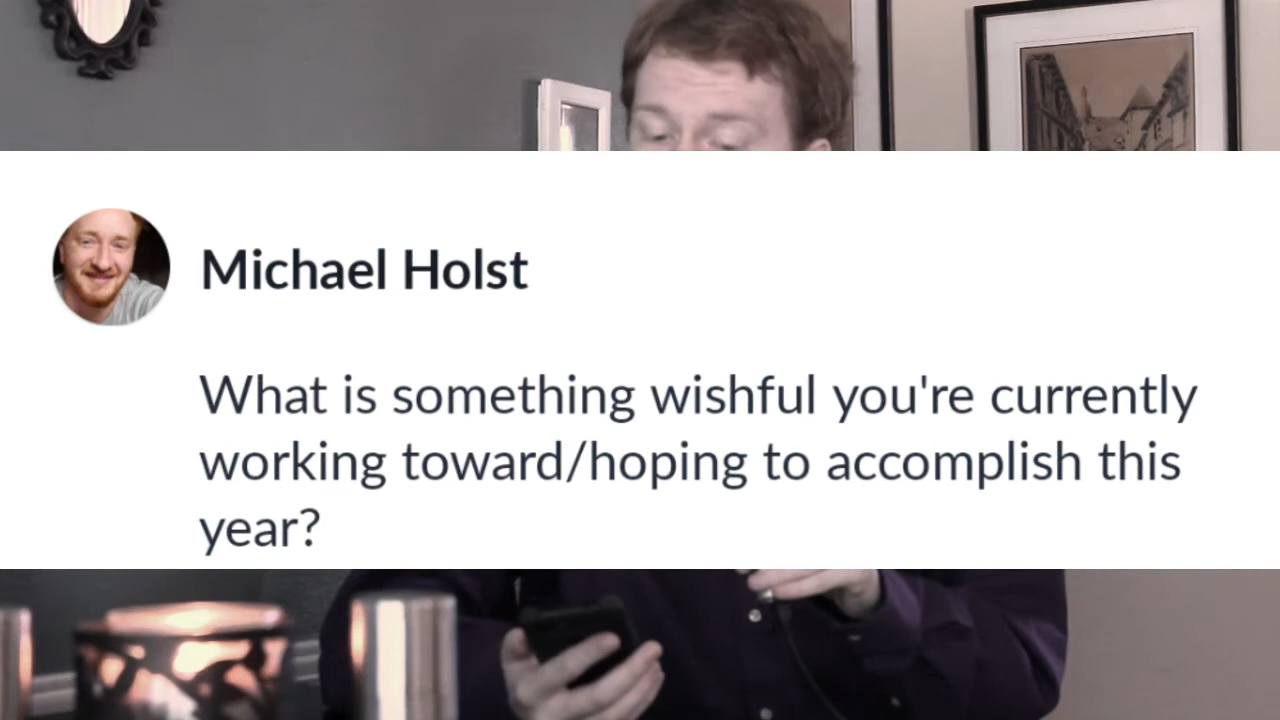 Michael Holst
What is something wishful you're currently
working toward/hoping to accomplish this
year?